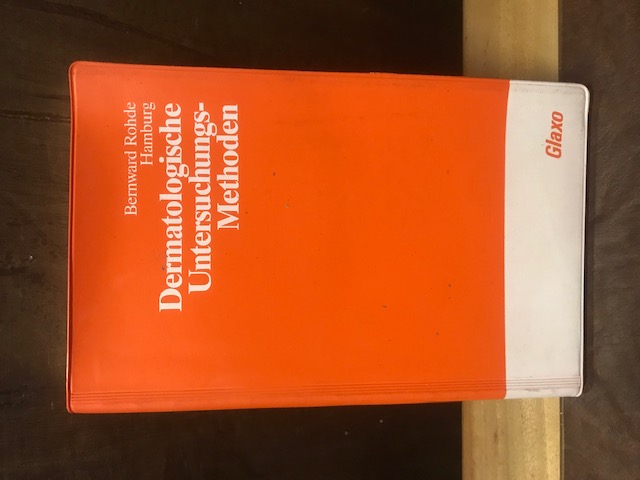 Bernward Rohde
Hamburg
Dermatologische
Untersuchungs-
Methoden
Glaxo